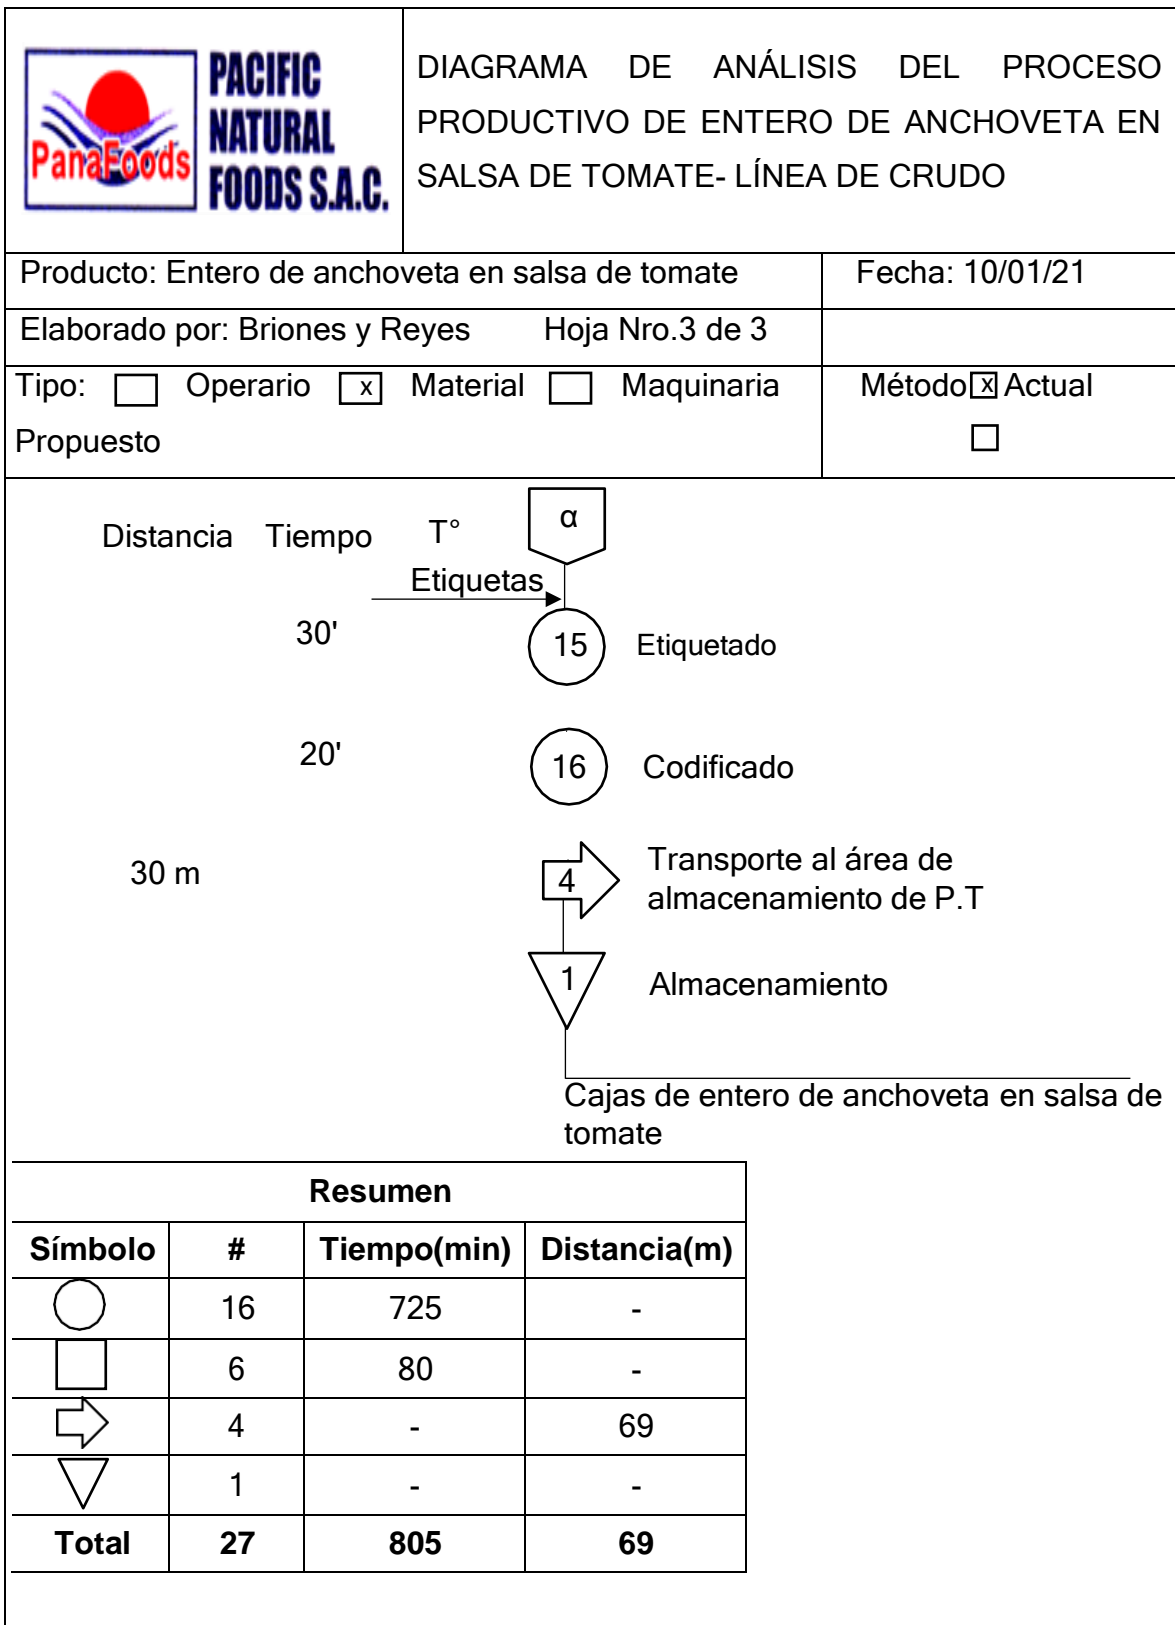 PanaFoods
PACIFIC
NATURAL
FOODS S.A.C.
DIAGRAMA DE ANÁLISIS DEL PROCESO
PRODUCTIVO DE ENTERO DE ANCHOVETA EN
SALSA DE TOMATE- LÍNEA DE CRUDO
Producto: Entero de anchoveta en salsa de tomate
Fecha: 10/01/21
Elaborado por: Briones y Reyes Hoja Nro.3 de 3
Tipo: Operario x Material Maquinaria
Método x Actual
Propuesto
α
Distancia Tiempo T°
Etiquetas
30' 15 Etiquetado
20' 16 Codificado
30 m 4 Transporte al área de
almacenamiento de P.T
1 Almacenamiento
Cajas de entero de anchoveta en salsa de
tomate
Resumen
Símbolo # Tiempo(min) Distancia(m)
16 725 -
6 80 -
4 - 69
1 - -
Total 27 805 69